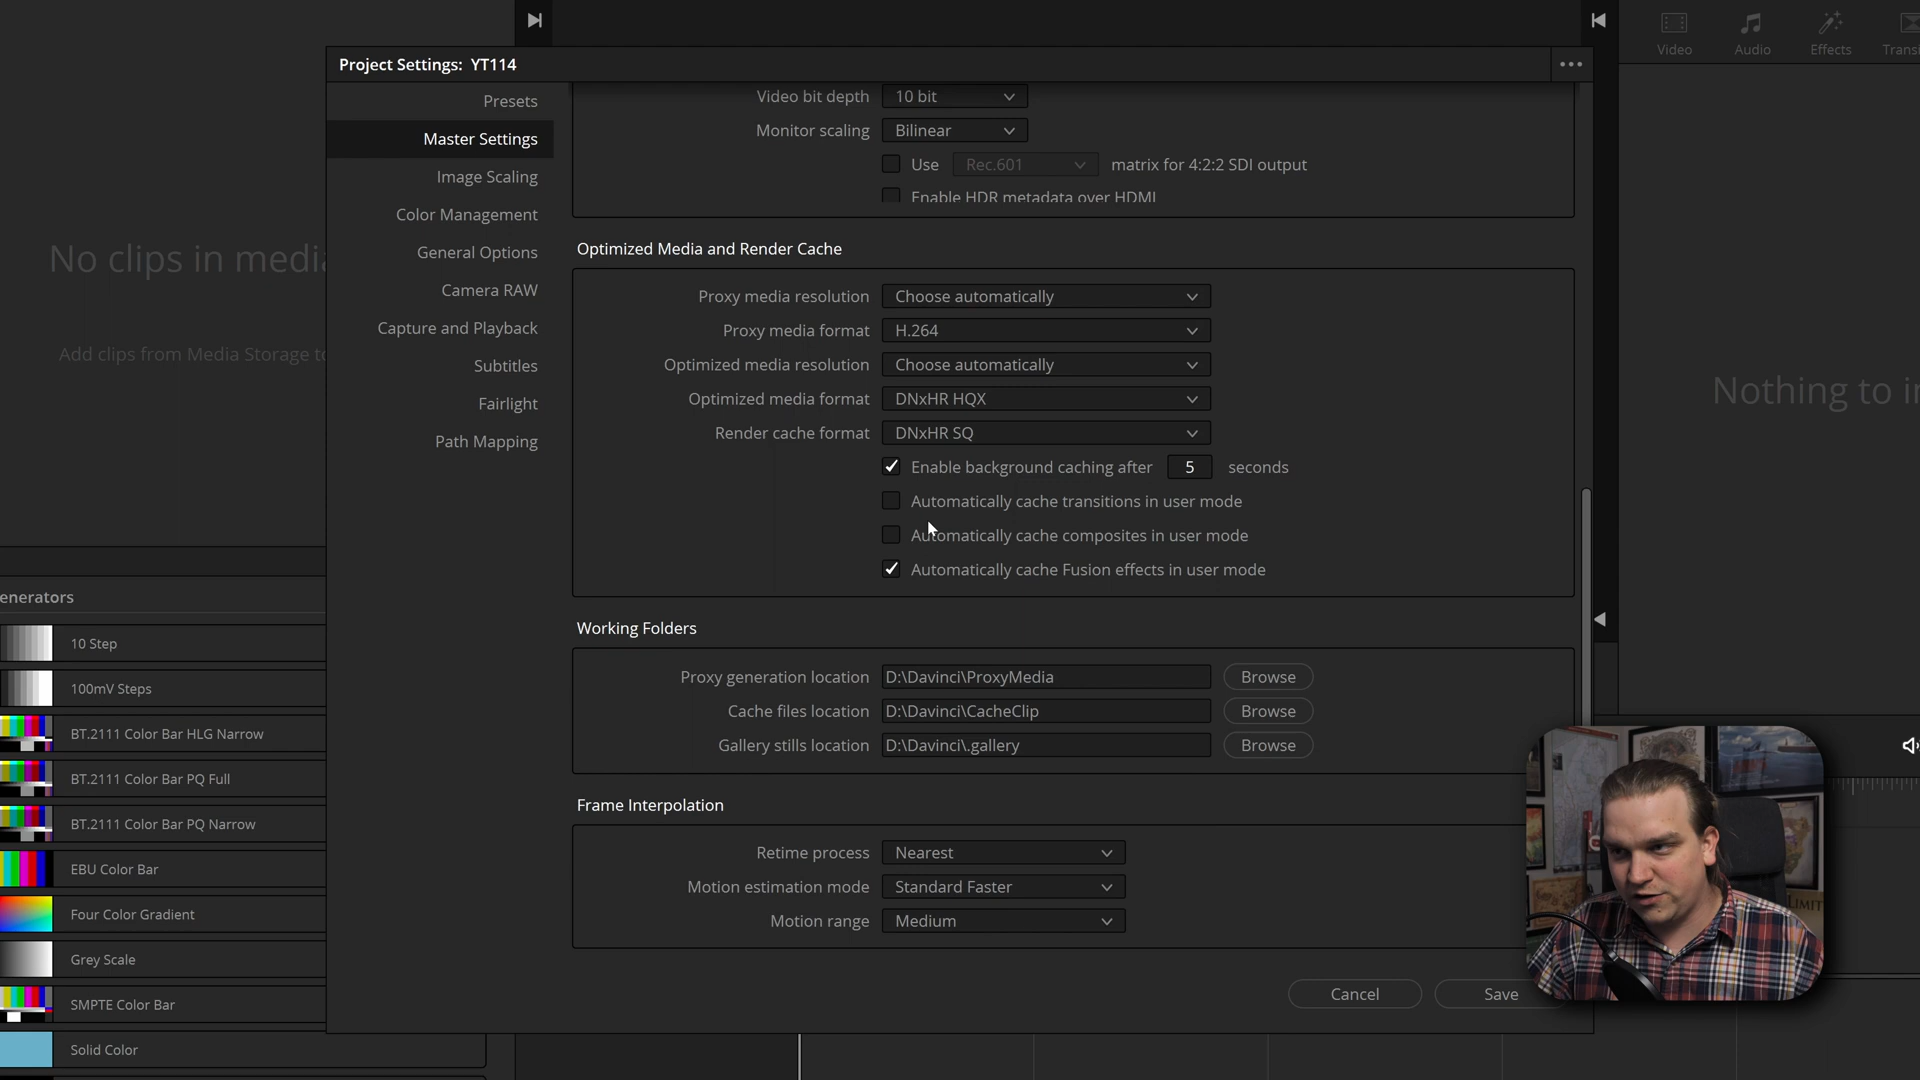 Project Settings: YT114
Video
Audio
Effects
Transi
Presets
Master Settings
Image Scaling
Color Management
General Options
Camera RAW
Capture and Playback
Subtitles
Fairlight
Path Mapping
Video bit depth 10 bit
Monitor scaling Bilinear
Use Rec.601 matrix for 4:2:2 SDI output
Enable HDR metadata over HDMI
Optimized Media and Render Cache
Proxy media resolution Choose automatically
Proxy media format H.264
Optimized media resolution Choose automatically
Optimized media format DNxHR HQX
Render cache format DNxHR SQ
Enable background caching after 5 seconds
Automatically cache transitions in user mode
Automatically cache composites in user mode
Automatically cache Fusion effects in user mode
Working Folders
Proxy generation location D:\Davinci\ProxyMedia Browse
Cache files location D:\Davinci\CacheClip Browse
Gallery stills location D:\Davinci\.gallery Browse
Frame Interpolation
Retime process Nearest
Motion estimation mode Standard Faster
Motion range Medium
Cancel Save
No clips in media
Add clips from Media Storage to
Nothing to in
enerators
10 Step
100mV Steps
BT.2111 Color Bar HLG Narrow
BT.2111 Color Bar PQ Full
BT.2111 Color Bar PQ Narrow
EBU Color Bar
Four Color Gradient
Grey Scale
SMPTE Color Bar
Solid Color